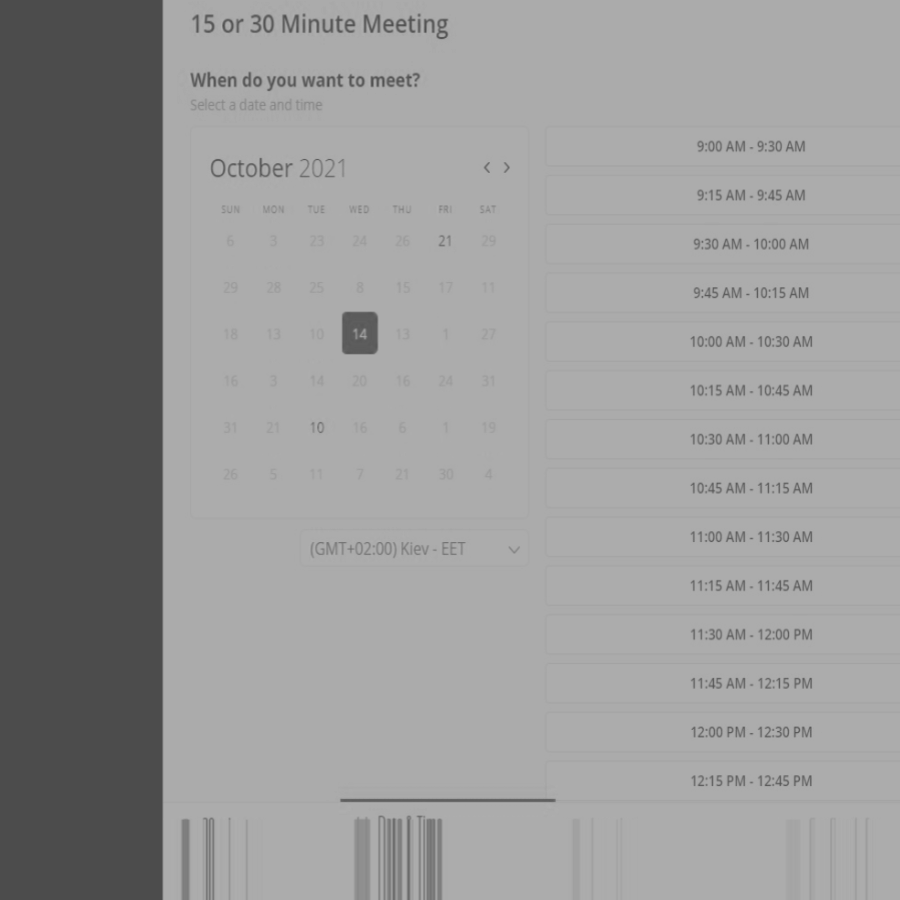 15 or 30 Minute Meeting
When do you want to meet?
Select a date and time
October 2021
SUN MON TUE WED THU FRI SAT
6 3 23 24 26 21 29
29 28 25 8 15 17 11
18 13 10 14 13 1 27
16 3 14 20 16 24 31
31 21 10 16 6 1 19
26 5 11 7 21 30 4
(GMT+02:00) Kiev - EET
9:00 AM - 9:30 AM
9:15 AM - 9:45 AM
9:30 AM - 10:00 AM
9:45 AM - 10:15 AM
10:00 AM - 10:30 AM
10:15 AM - 10:45 AM
10:30 AM - 11:00 AM
10:45 AM - 11:15 AM
11:00 AM - 11:30 AM
11:15 AM - 11:45 AM
11:30 AM - 12:00 PM
11:45 AM - 12:15 PM
12:00 PM - 12:30 PM
12:15 PM - 12:45 PM